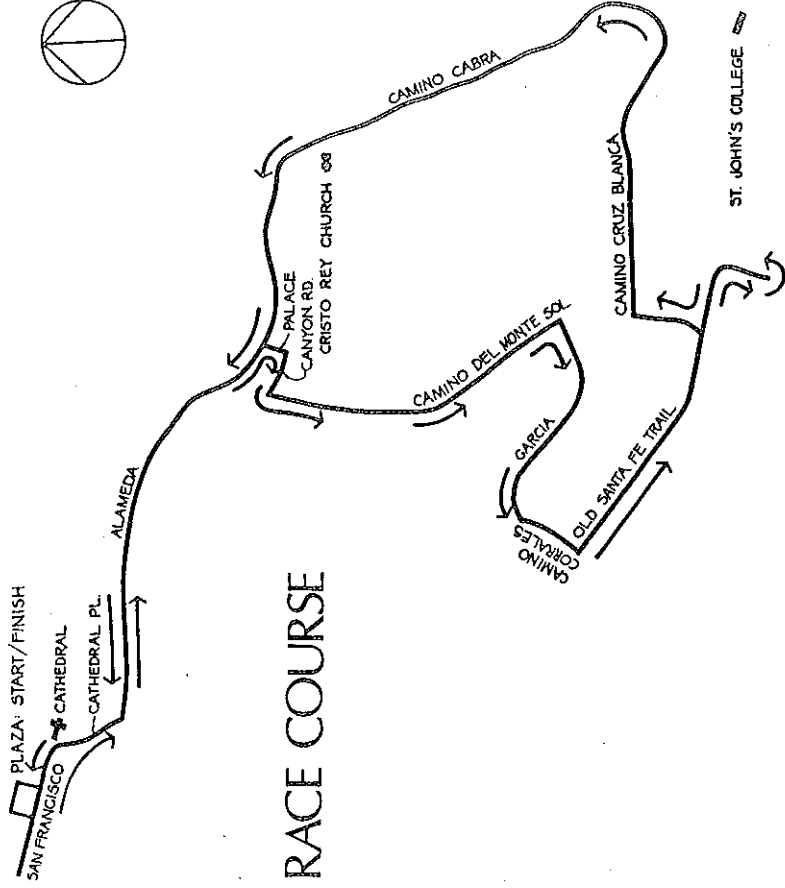 PLAZA: START/FINISH
SAN FRANCISCO
CATHEDRAL
CATHEDRAL PL.
ALAMEDA
RACE COURSE
PALACE
CANYON RD.
CRISTO REY CHURCH
CAMINO CABRA
CAMINO DEL MONTE SOL
GARCIA
CAMINO
CORRALES
OLD SANTA FE TRAIL
CAMINO CRUZ BLANCA
ST. JOHN'S COLLEGE